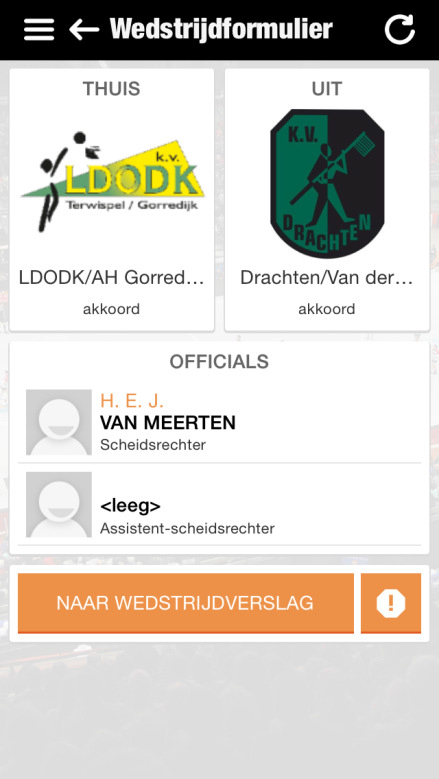 Wedstrijdformulier
THUIS
k.v.
LDODK
Terwispel / Gorredijk
LDODK/AH Gorred...
akkoord
UIT
K.V.
DRACHTEN
Drachten/Van der...
akkoord
OFFICIALS
H. E. J.
VAN MEERTEN
Scheidsrechter
<leeg>
Assistent-scheidsrechter
NAAR WEDSTRIJDVERSLAG